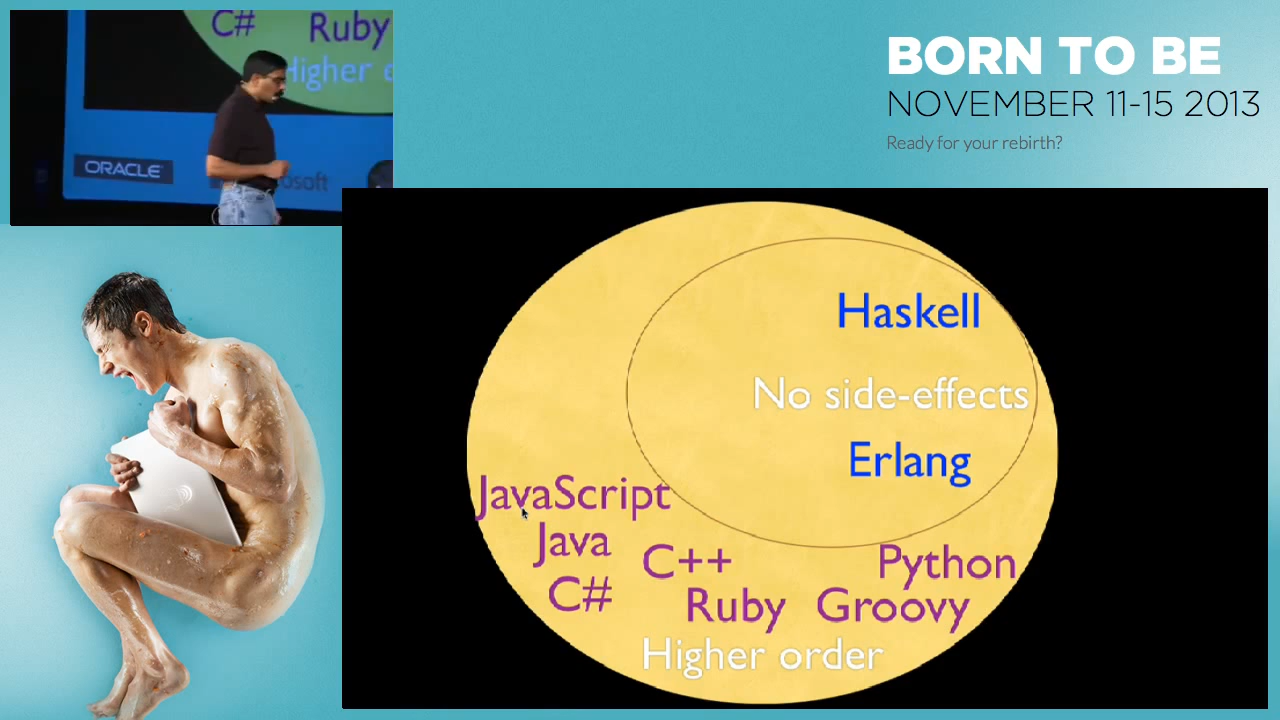 C#
Ruby
Higher
ORACLE
BORN TO BE
NOVEMBER 11-15 2013
Ready for your rebirth?
Haskell
No side-effects
Erlang
JavaScript
Java
C++
Python
C#
Ruby
Groovy
Higher order